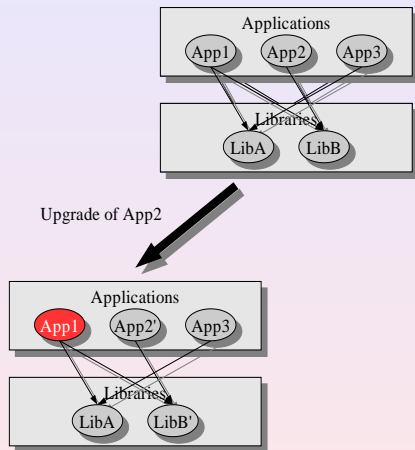 Applications
App1 App2 App3
Libraries
LibA LibB
Upgrade of App2
Applications
App1 App2' App3
Libraries
LibA LibB'